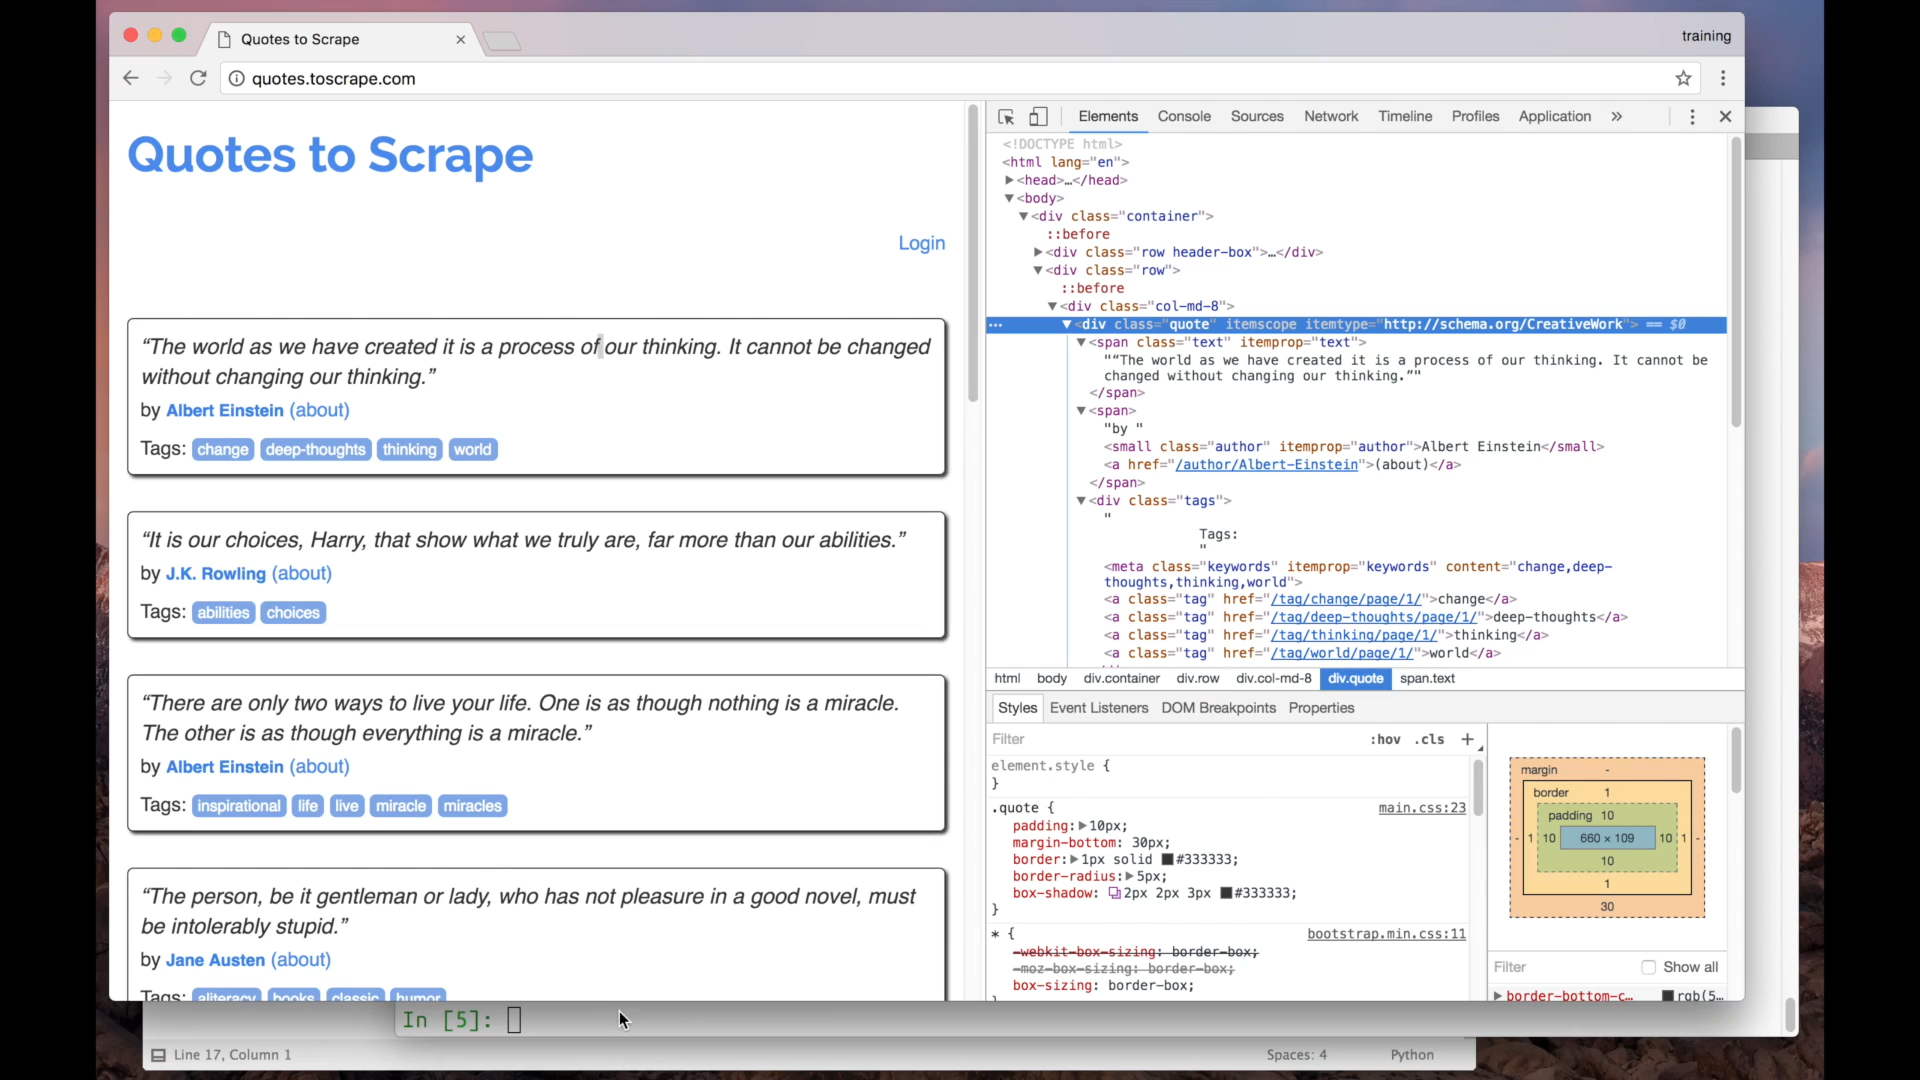 Quotes to Scrape
training
quotes.toscrape.com
Quotes to Scrape
Login
“The world as we have created it is a process of our thinking. It cannot be changed
without changing our thinking.”
by Albert Einstein (about)
Tags: change deep-thoughts thinking world
“It is our choices, Harry, that show what we truly are, far more than our abilities.”
by J.K. Rowling (about)
Tags: abilities choices
“There are only two ways to live your life. One is as though nothing is a miracle.
The other is as though everything is a miracle.”
by Albert Einstein (about)
Tags: inspirational life live miracle miracles
“The person, be it gentleman or lady, who has not pleasure in a good novel, must
be intolerably stupid.”
by Jane Austen (about)
Tags: aliteracy books classic humor
Elements Console Sources Network Timeline Profiles Application »
<!DOCTYPE html>
<html lang="en">
<head>…</head>
<body>
<div class="container">
::before
<div class="row header-box">…</div>
<div class="row">
::before
<div class="col-md-8">
<div class="quote" itemscope itemtype="http://schema.org/CreativeWork"> == $0
<span class="text" itemprop="text">
"“The world as we have created it is a process of our thinking. It cannot be
changed without changing our thinking.”"
</span>
<span>
"by "
<small class="author" itemprop="author">Albert Einstein</small>
<a href="/author/Albert-Einstein">(about)</a>
</span>
<div class="tags">
"
Tags:
"
<meta class="keywords" itemprop="keywords" content="change,deep-
thoughts,thinking,world">
<a class="tag" href="/tag/change/page/1/">change</a>
<a class="tag" href="/tag/deep-thoughts/page/1/">deep-thoughts</a>
<a class="tag" href="/tag/thinking/page/1/">thinking</a>
<a class="tag" href="/tag/world/page/1/">world</a>
html body div.container div.row div.col-md-8 div.quote span.text
Styles Event Listeners DOM Breakpoints Properties
Filter :hov .cls +
element.style {
}
.quote { main.css:23
padding: 10px;
margin-bottom: 30px;
border: 1px solid #333333;
border-radius: 5px;
box-shadow: 2px 2px 3px #333333;
}
* { bootstrap.min.css:11
-webkit-box-sizing: border-box;
-moz-box-sizing: border-box;
box-sizing: border-box;
margin -
border 1
padding 10
- 1 10 660 × 109 10 1 -
10
1
30
Filter Show all
border-bottom-c… rgb(5…
In [5]:
Line 17, Column 1 Spaces: 4 Python